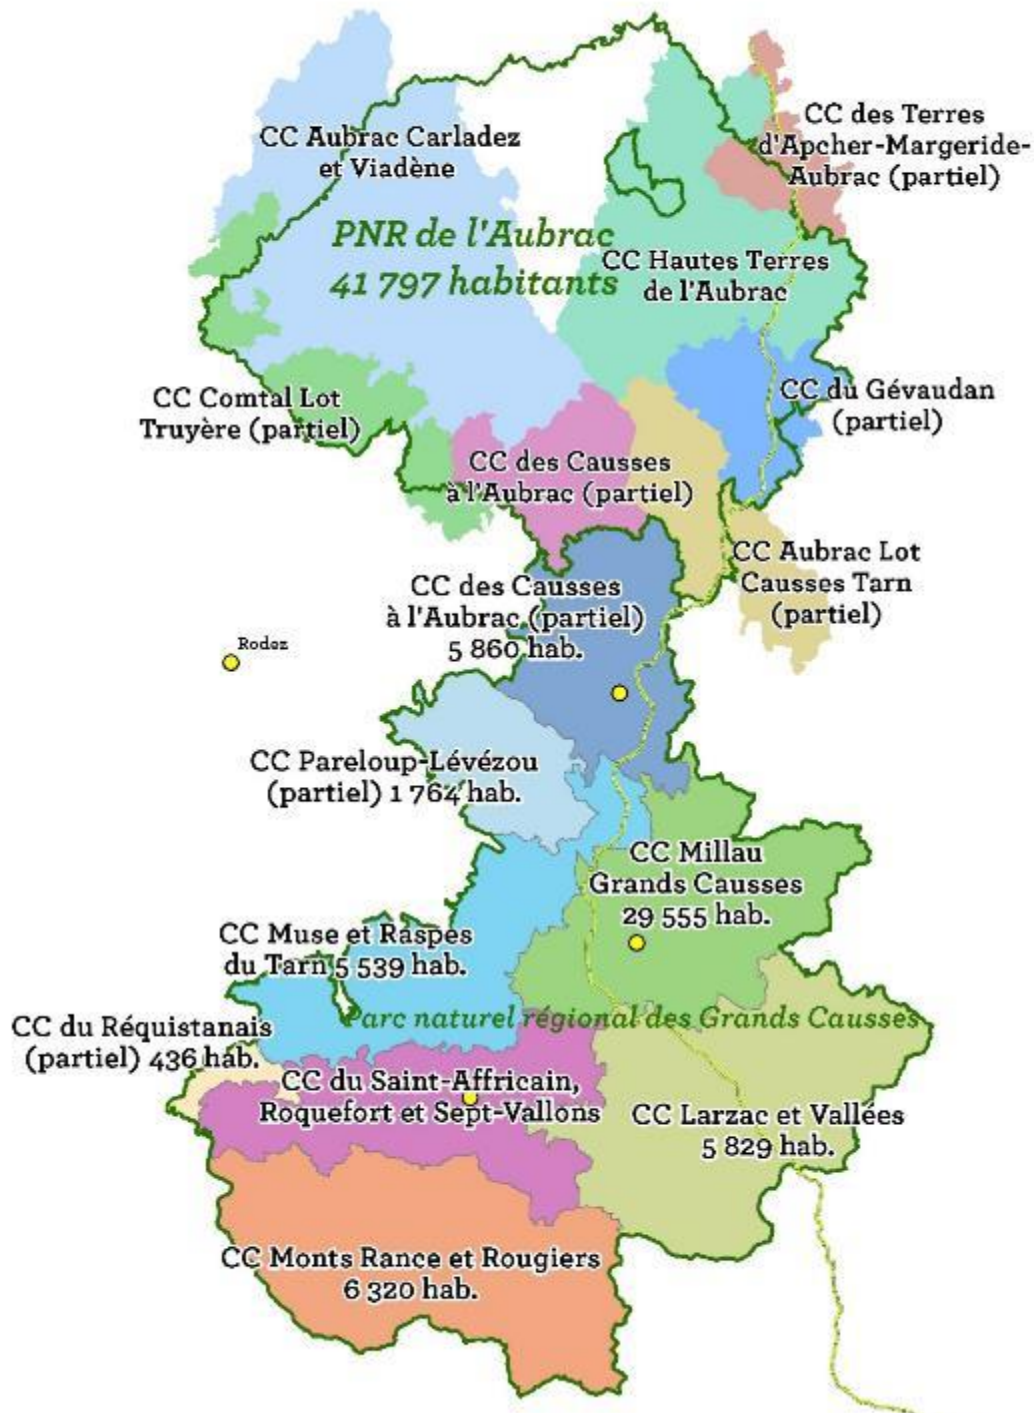 CC Aubrac Carladez
et Viadène
CC des Terres
d'Apcher-Margeride-
Aubrac (partiel)
PNR de l'Aubrac
41 797 habitants
CC Hautes Terres
de l'Aubrac
CC Comtal Lot
Truyère (partiel)
CC du Gévaudan
(partiel)
CC des Causses
à l'Aubrac (partiel)
CC Aubrac Lot
Causses Tarn
(partiel)
CC des Causses
à l'Aubrac (partiel)
5 860 hab.
Rodez
CC Pareloup-Lévézou
(partiel) 1 764 hab.
CC Millau
Grands Causses
29 555 hab.
CC Muse et Raspes
du Tarn 5 539 hab.
Parc naturel régional des Grands Causses
CC du Réquistanais
(partiel) 436 hab.
CC du Saint-Affricain,
Roquefort et Sept-Vallons
CC Larzac et Vallées
5 829 hab.
CC Monts Rance et Rougiers
6 320 hab.